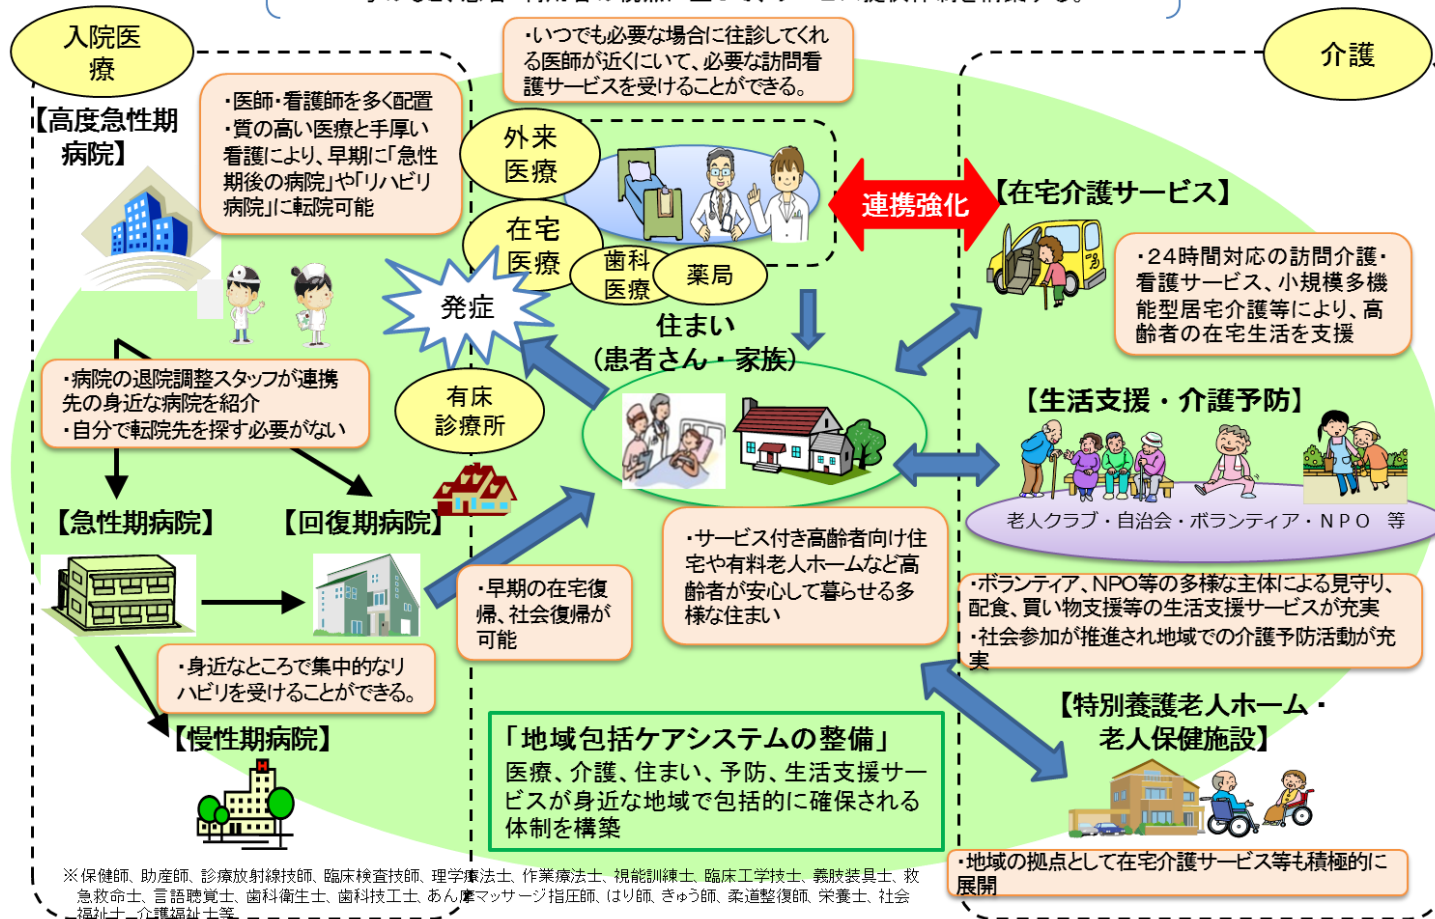 入院医
療
介護
・いつでも必要な場合に往診してくれ
る医師が近くにいて、必要な訪問看
護サービスを受けることができる。
【高度急性期
病院】
・医師・看護師を多く配置
・質の高い医療と手厚い
看護により、早期に「急性
期後の病院」や「リハビリ
病院」に転院可能
外来
医療
在宅
医療
歯科
医療
薬局
連携強化
【在宅介護サービス】
・24時間対応の訪問介護・
看護サービス、小規模多機
能型居宅介護等により、高
齢者の在宅生活を支援
発症
住まい
(患者さん・家族)
・病院の退院調整スタッフが連携
先の身近な病院を紹介
・自分で転院先を探す必要がない
有床
診療所
【生活支援・介護予防】
老人クラブ・自治会・ボランティア・NPO 等
【急性期病院】
【回復期病院】
・サービス付き高齢者向け住
宅や有料老人ホームなど高
齢者が安心して暮らせる多
様な住まい
・早期の在宅復
帰、社会復帰が
可能
・ボランティア、NPO等の多様な主体による見守り、
配食、買い物支援等の生活支援サービスが充実
・社会参加が推進され地域での介護予防活動が充
実
・身近なところで集中的なリ
ハビリを受けることができる。
【慢性期病院】
H
【特別養護老人ホーム・
老人保健施設】
「地域包括ケアシステムの整備」
医療、介護、住まい、予防、生活支援サー
ビスが身近な地域で包括的に確保される
体制を構築
・地域の拠点として在宅介護サービス等も積極的に
展開
※保健師、助産師、診療放射線技師、臨床検査技師、理学療法士、作業療法士、視能訓練士、臨床工学技士、義肢装具士、救
急救命士、言語聴覚士、歯科衛生士、歯科技工士、あん摩マッサージ指圧師、はり師、きゅう師、柔道整復師、栄養士、社会
福祉士、介護福祉士等